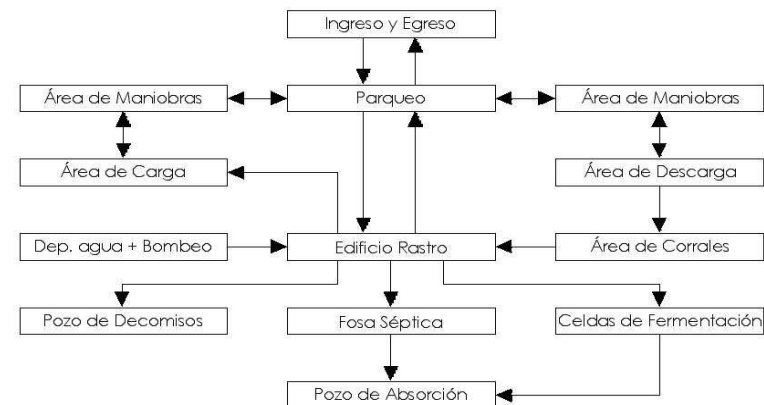 Ingreso y Egreso
Área de Maniobras
Parqueo
Área de Maniobras
Área de Carga
Área de Descarga
Dep. agua + Bombeo
Edificio Rastro
Área de Corrales
Pozo de Decomisos
Fosa Séptica
Celdas de Fermentación
Pozo de Absorción